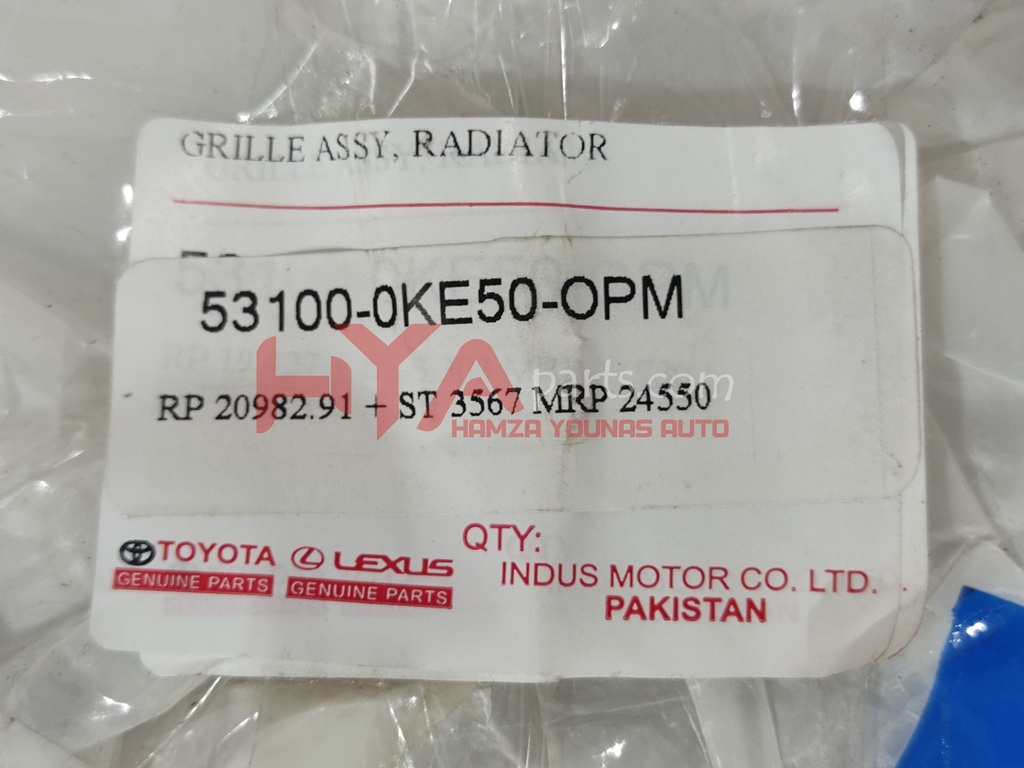 GRILLE ASSY, RADIATOR
53100-0KE50-OPM
HYA parts.com
RP 20982.91 + ST 3567 MRP 24550
HAMZA YOUNAS AUTO
QTY:
TOYOTA LEXUS
GENUINE PARTS GENUINE PARTS
INDUS MOTOR CO. LTD.
PAKISTAN